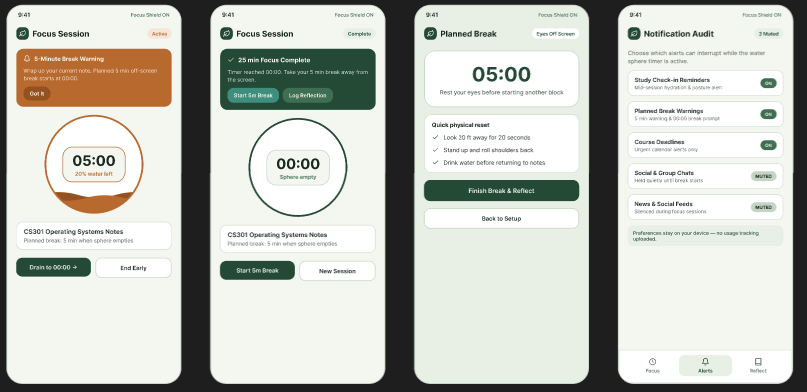 9:41
Focus Shield ON
Focus Session
Active
5-Minute Break Warning
Wrap up your current note. Planned 5 min off-screen
break starts at 00:00.
Got It
05:00
20% water left
CS301 Operating Systems Notes
Planned break: 5 min when sphere empties
Drain to 00:00 →
End Early
9:41
Focus Shield ON
Focus Session
Complete
25 min Focus Complete
Timer reached 00:00. Take your 5 min break away from
the screen.
Start 5m Break
Log Reflection
00:00
Sphere empty
CS301 Operating Systems Notes
Planned break: 5 min when sphere empties
Start 5m Break
New Session
9:41
Focus Shield ON
Planned Break
Eyes Off Screen
05:00
Rest your eyes before starting another block
Quick physical reset
Look 20 ft away for 20 seconds
Stand up and roll shoulders back
Drink water before returning to notes
Finish Break & Reflect
Back to Setup
9:41
Focus Shield ON
Notification Audit
3 Muted
Choose which alerts can interrupt while the water
sphere timer is active.
Study Check-in Reminders
Mid-session hydration & posture alert
ON
Planned Break Warnings
5 min warning & 00:00 break prompt
ON
Course Deadlines
Urgent calendar alerts only
ON
Social & Group Chats
Held quietly until break starts
MUTED
News & Social Feeds
Silenced during focus sessions
MUTED
Preferences stay on your device — no usage tracking
uploaded.
Focus
Alerts
Reflect